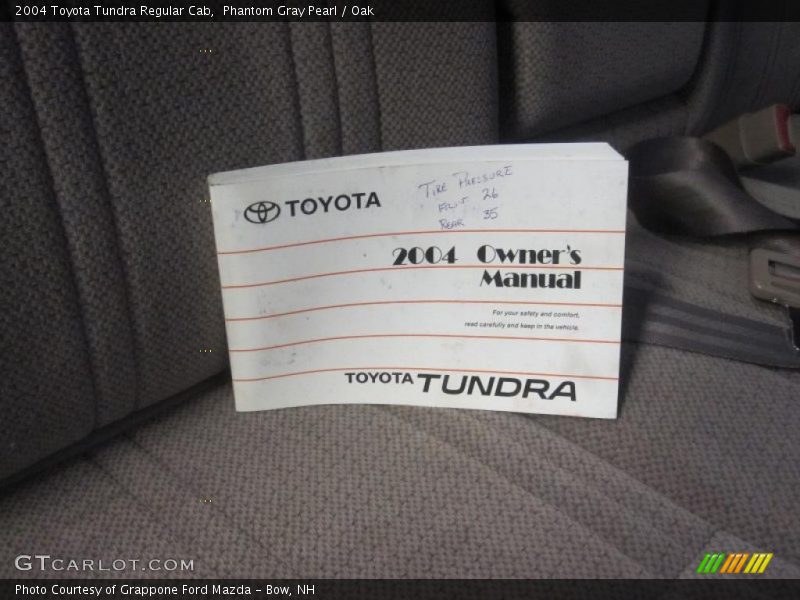 2004 Toyota Tundra Regular Cab,  Phantom Gray Pearl / Oak
TOYOTA
TIRE PRESSURE
26
REAR 35
2004 Owner's
Manual
For your safety and comfort,
read carefully and keep in the vehicle.
TOYOTA TUNDRA
GTCARLOT.COM
Photo Courtesy of Grappone Ford Mazda – Bow, NH